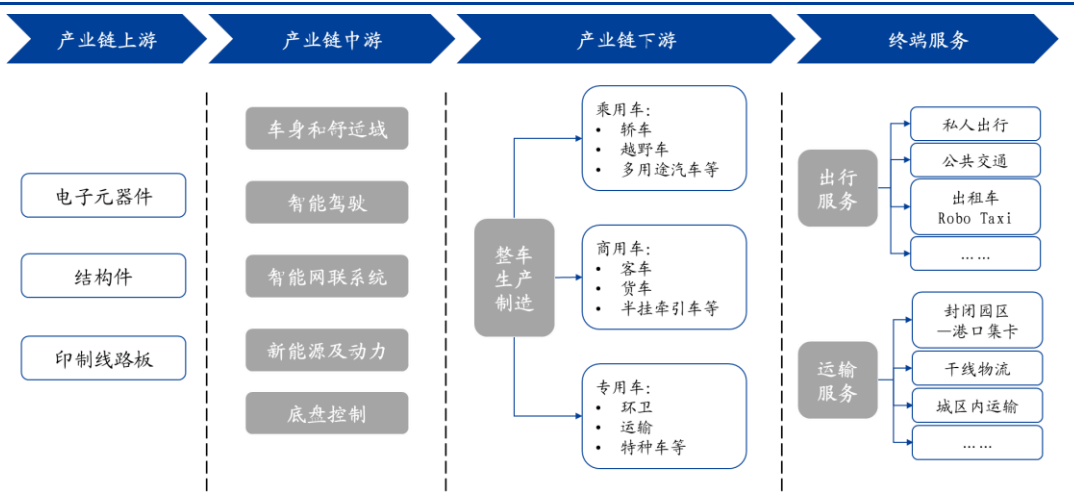 产业链上游
产业链中游
产业链下游
终端服务
电子元器件
结构件
印制线路板
车身和舒适域
智能驾驶
智能网联系统
新能源及动力
底盘控制
整车
生产
制造
乘用车:
• 轿车
• 越野车
• 多用途汽车等
商用车:
• 客车
• 货车
• 半挂牵引车等
专用车:
• 环卫
• 运输
• 特种车等
出行
服务
私人出行
公共交通
出租车
Robo Taxi
……
运输
服务
封闭园区
—港口集卡
干线物流
城区内运输
……